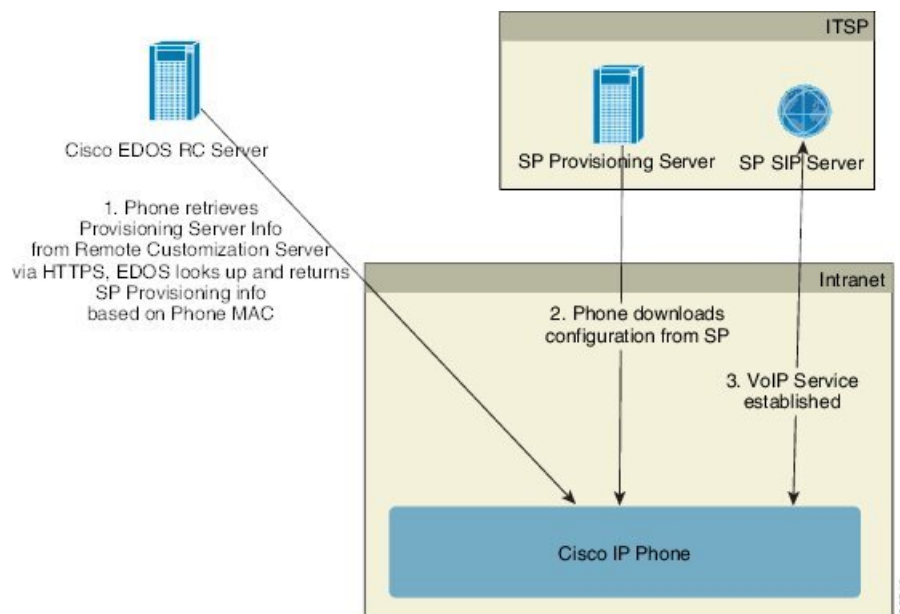 ITSP
Cisco EDOS RC Server
SP Provisioning Server
SP SIP Server
1. Phone retrieves
Provisioning Server Info
from Remote Customization Server
via HTTPS, EDOS looks up and returns
SP Provisioning info
based on Phone MAC
Intranet
2. Phone downloads
configuration from SP
3. VoIP Service
established
Cisco IP Phone